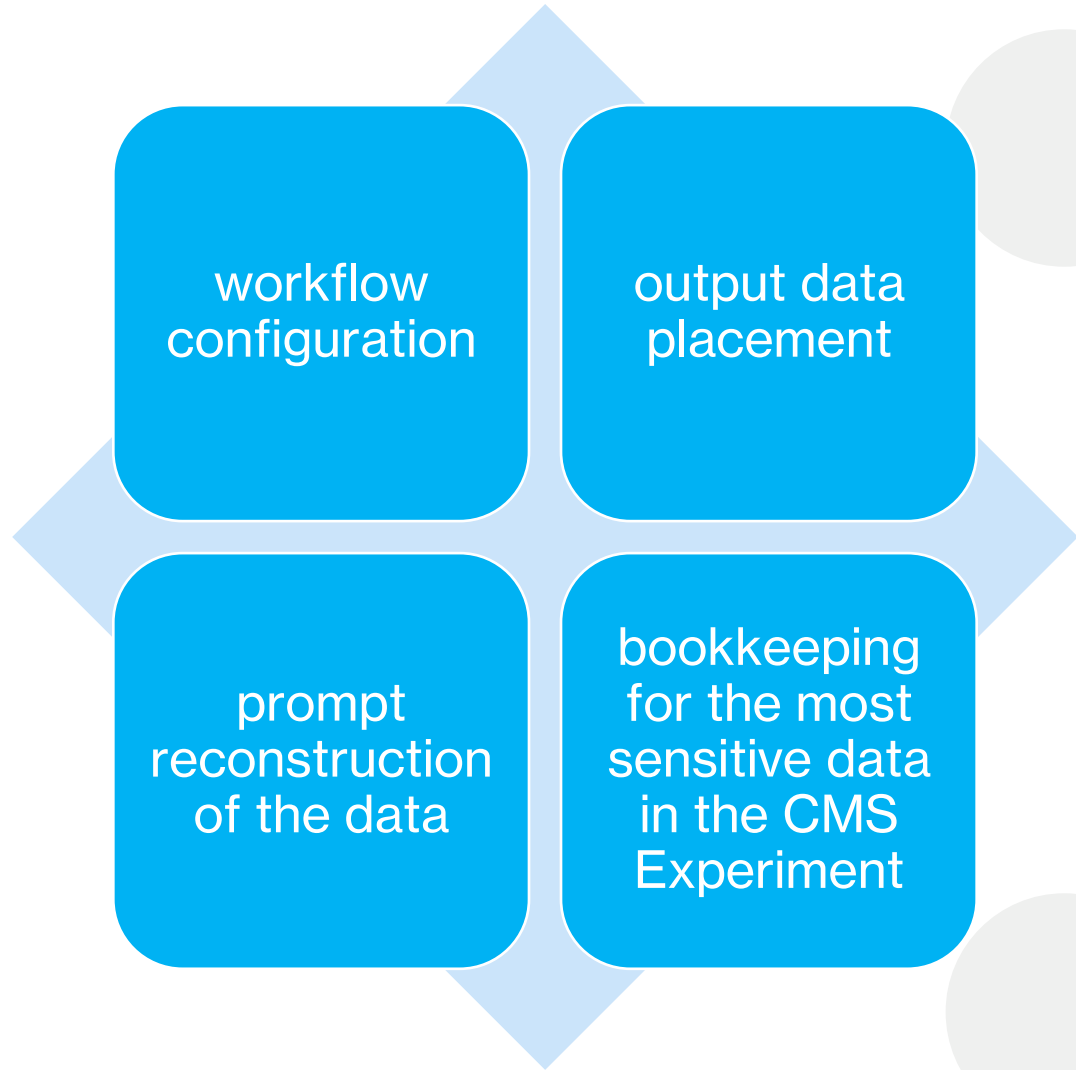 workflow
configuration
output data
placement
prompt
reconstruction
of the data
bookkeeping
for the most
sensitive data
in the CMS
Experiment